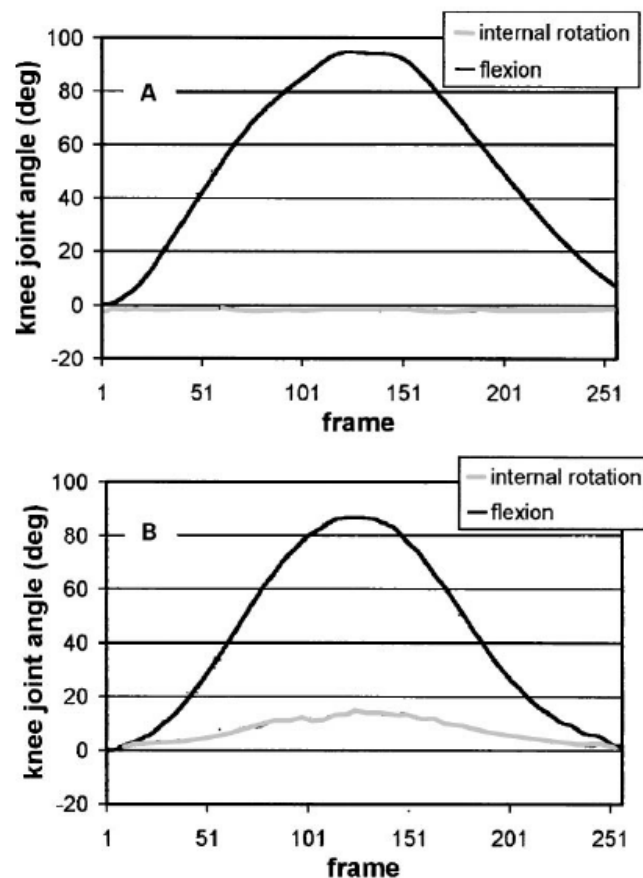 internal rotation
flexion
A
knee joint angle (deg)
100
80
60
40
20
0
-20
1 51 101 151 201 251
frame
internal rotation
flexion
B
knee joint angle (deg)
100
80
60
40
20
0
-20
1 51 101 151 201 251
frame